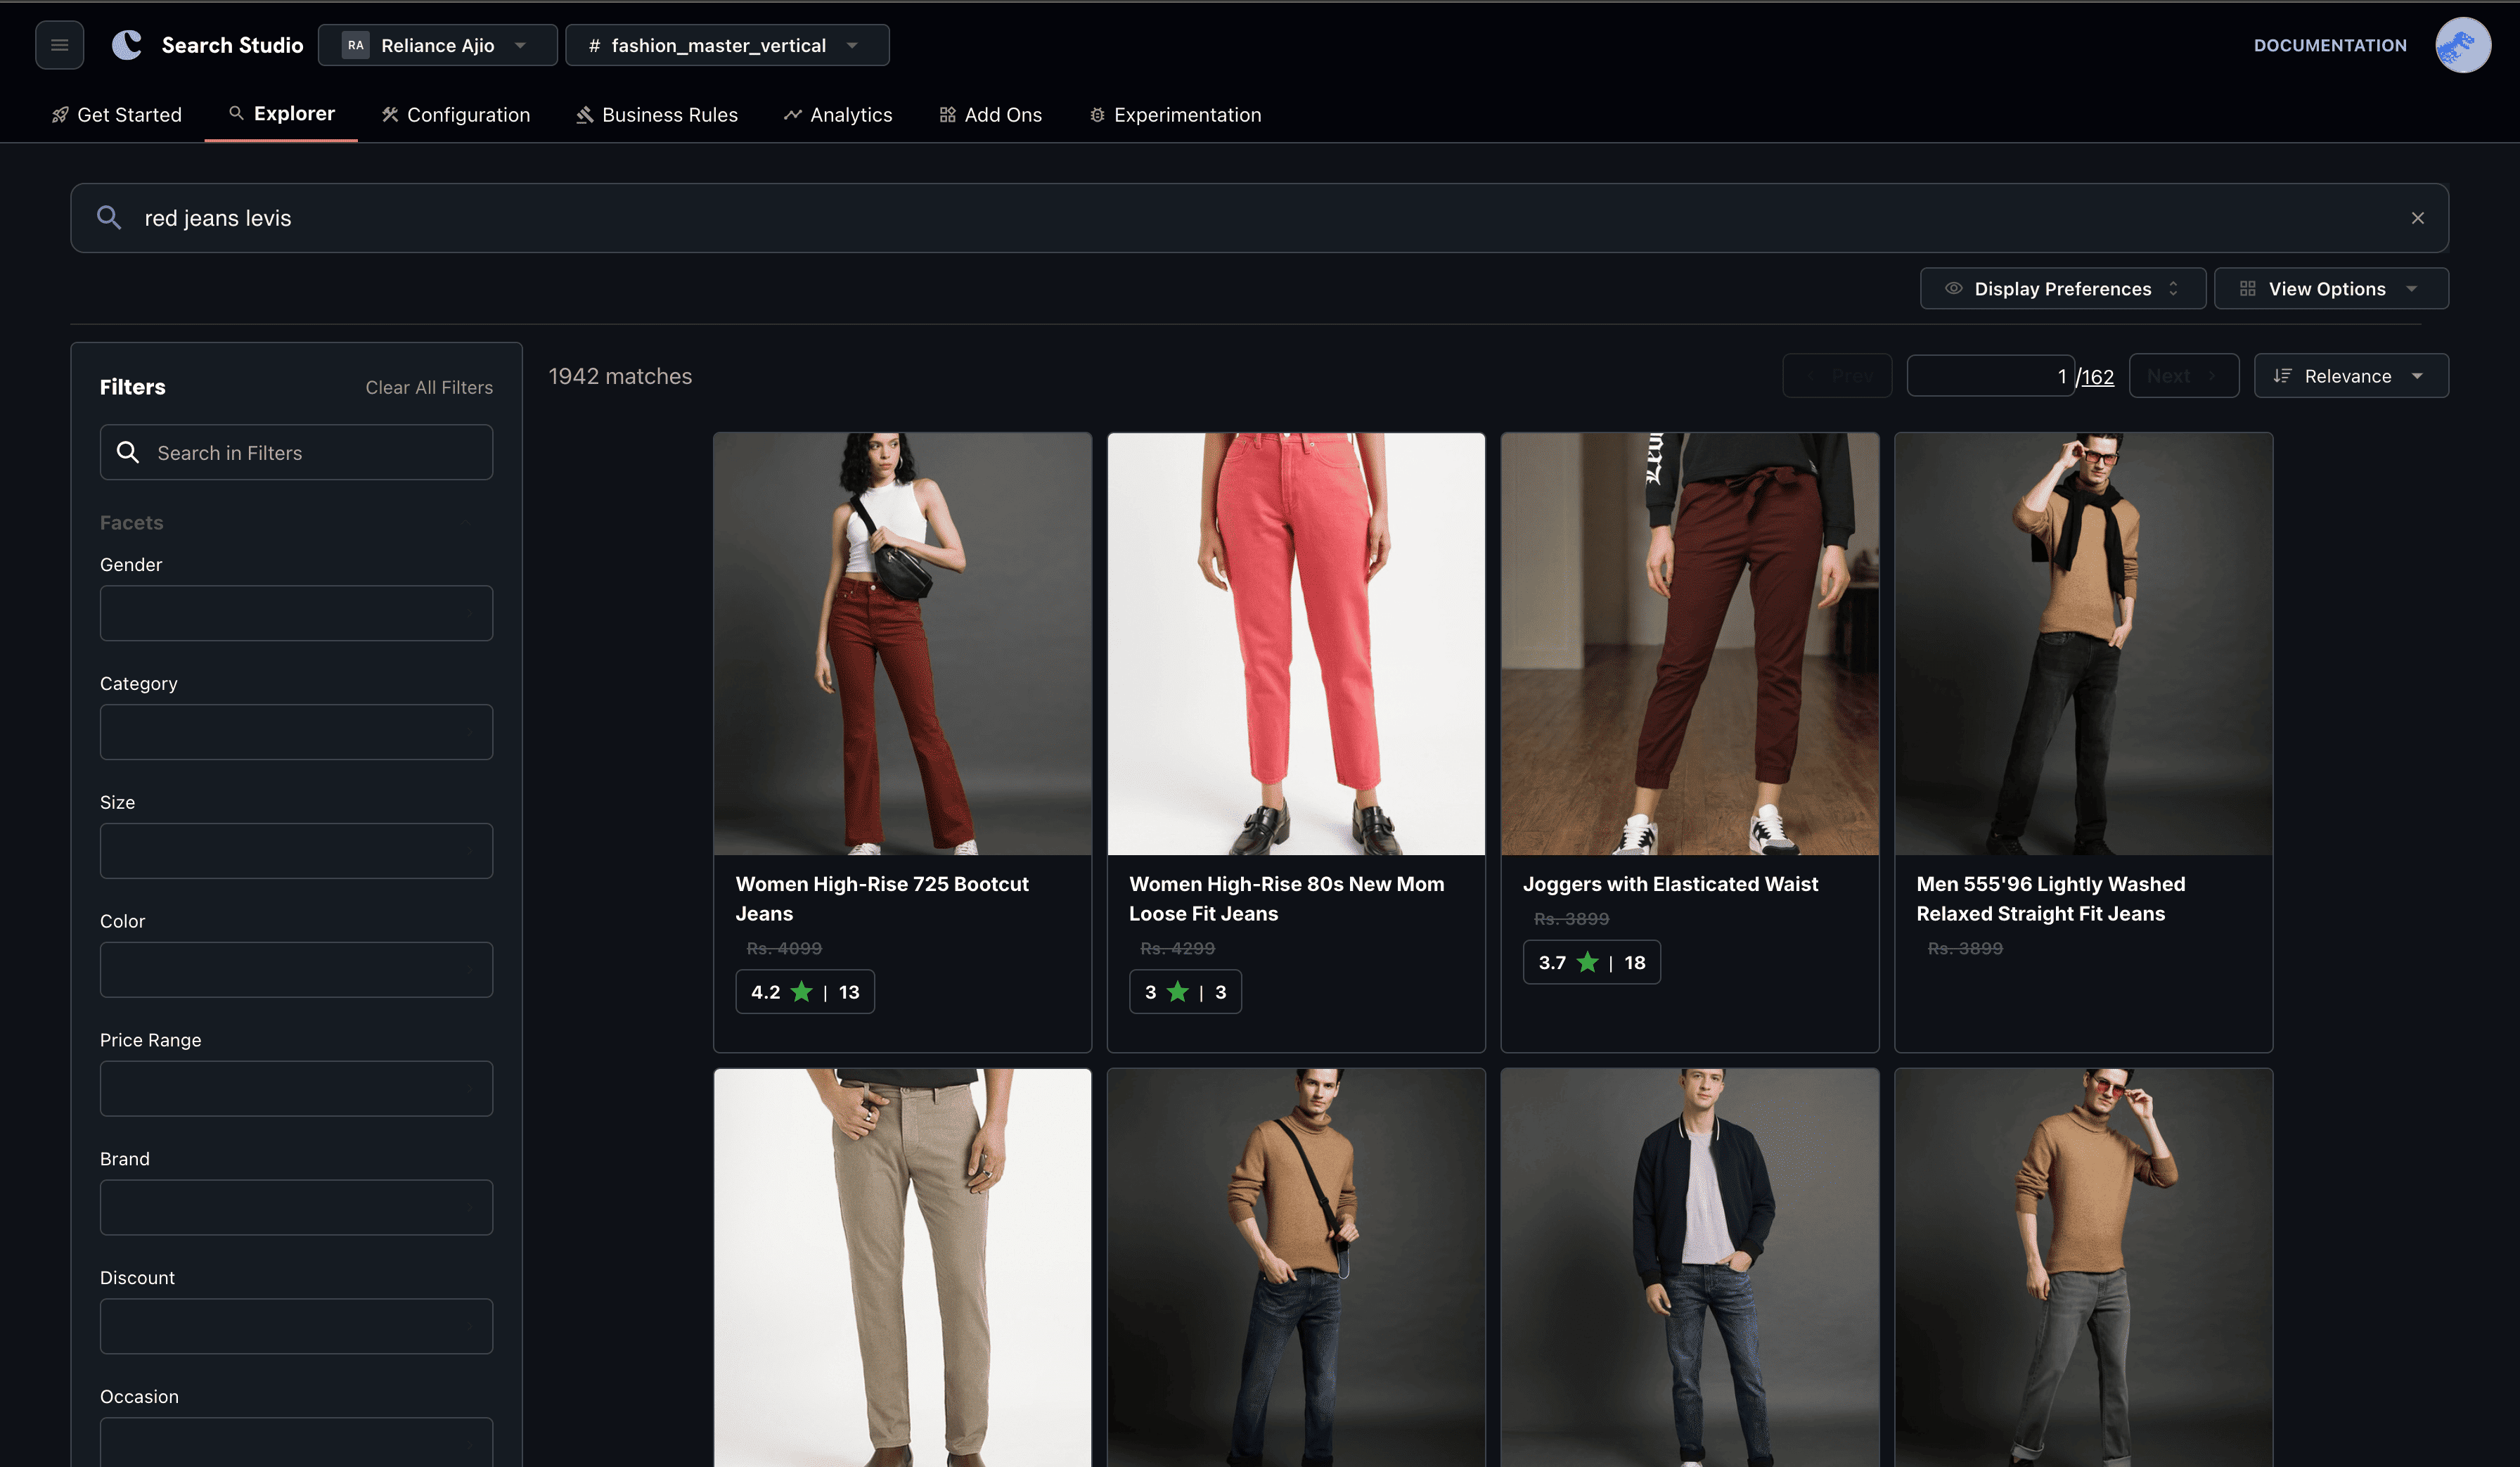 Search Studio
RA Reliance Ajio
# fashion_master_vertical
DOCUMENTATION
Get Started
Explorer
Configuration
Business Rules
Analytics
Add Ons
Experimentation
red jeans levis
Display Preferences
View Options
Filters
Clear All Filters
Search in Filters
Facets
Gender
Category
Size
Color
Price Range
Brand
Discount
Occasion
1942 matches
Prev
1 /162
Next
Relevance
Women High-Rise 725 Bootcut
Jeans
Rs. 4099
4.2 | 13
Women High-Rise 80s New Mom
Loose Fit Jeans
Rs. 4299
3 | 3
Levi
Joggers with Elasticated Waist
Rs. 3899
3.7 | 18
Men 555'96 Lightly Washed
Relaxed Straight Fit Jeans
Rs. 3899